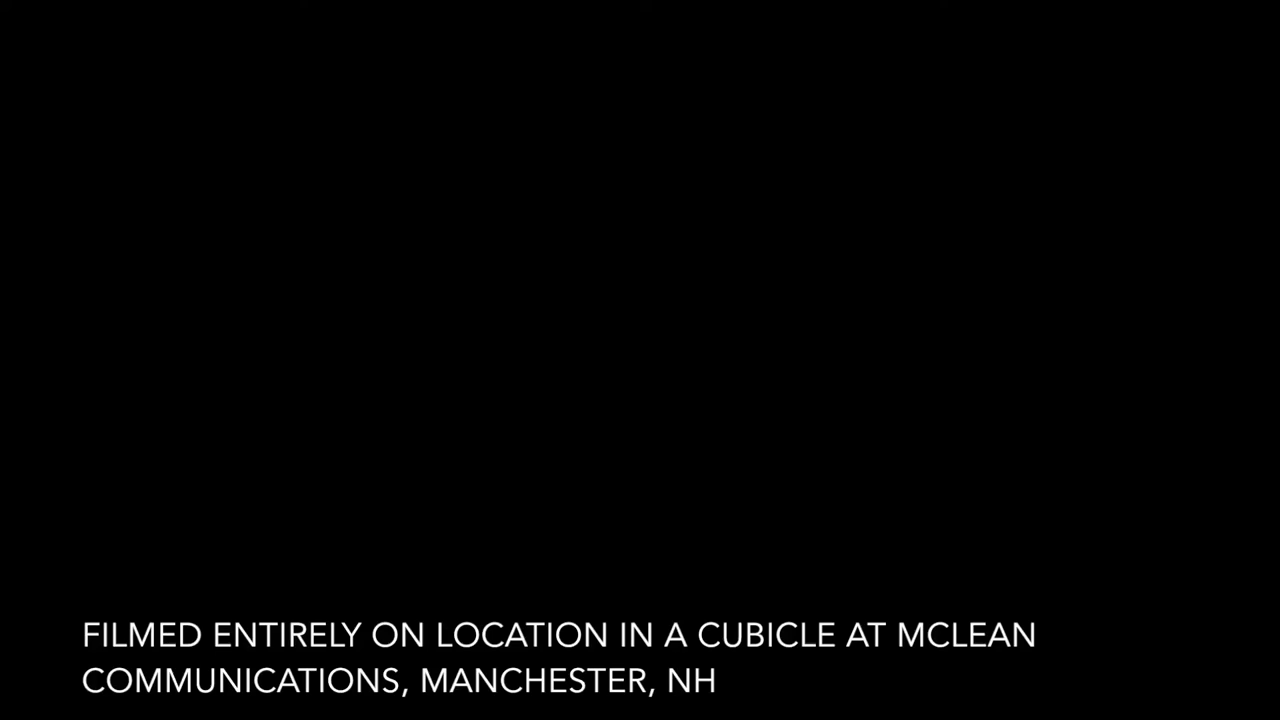 FILMED ENTIRELY ON LOCATION IN A CUBICLE AT MCLEAN
COMMUNICATIONS, MANCHESTER, NH